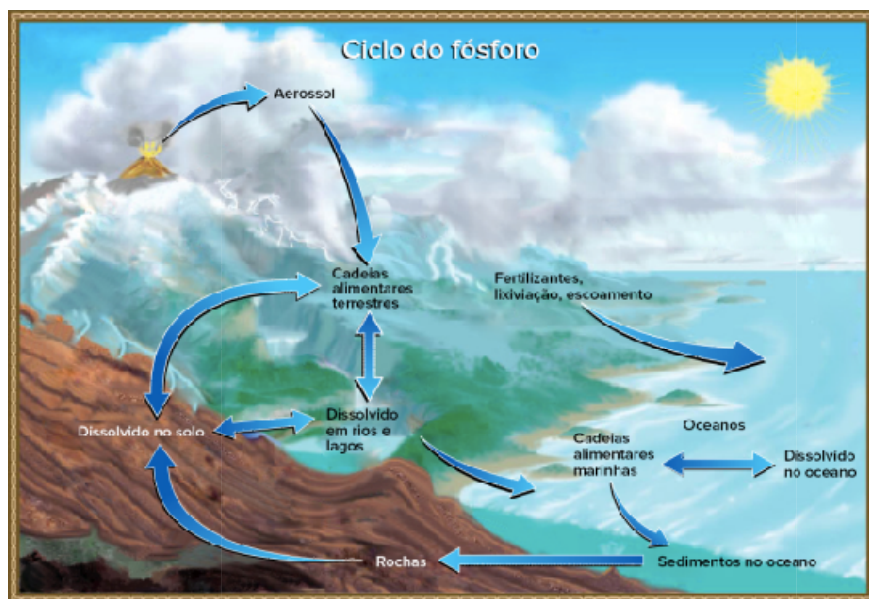 Ciclo do fósforo
Aerossol
Cadeias
alimentares
terrestres
Fertilizantes,
lixiviação, escoamento
Dissolvido no solo
Dissolvido
em rios e
lagos
Oceanos
Cadeias
alimentares
marinhas
Dissolvido
no oceano
Rochas
Sedimentos no oceano